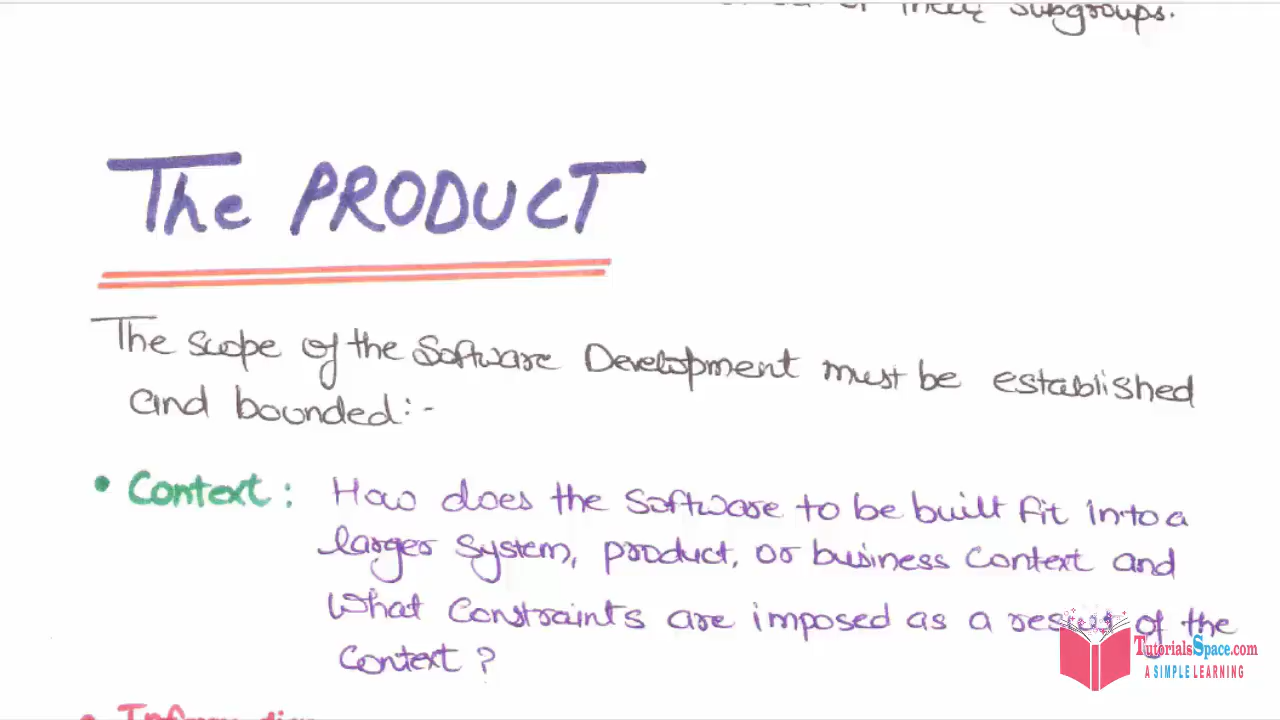 subgroups.
The PRODUCT
The scope of the Software Development must be established
and bounded:-
• Context: How does the Software to be built fit into a
larger system, product, or business context and
what constraints are imposed as a result of the
context?
TutorialsSpace.com
A SIMPLE LEARNING